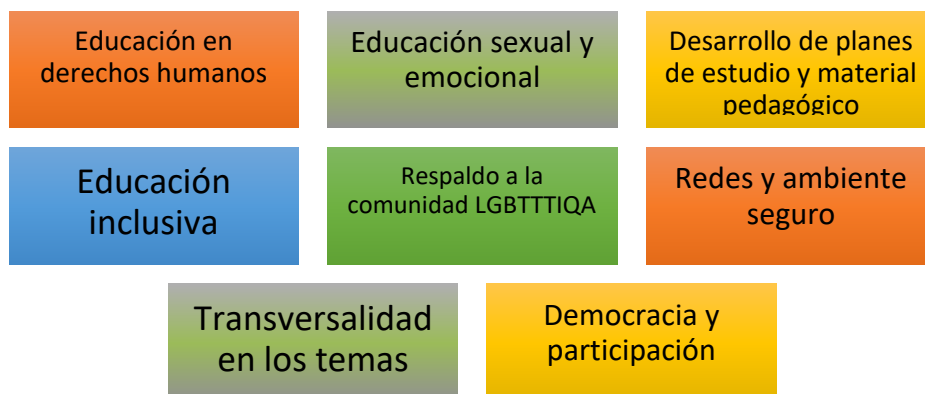 Educación en
derechos humanos
Educación sexual y
emocional
Desarrollo de planes
de estudio y material
pedagógico
Educación
inclusiva
Respaldo a la
comunidad LGBTTTIQA
Redes y ambiente
seguro
Transversalidad
en los temas
Democracia y
participación